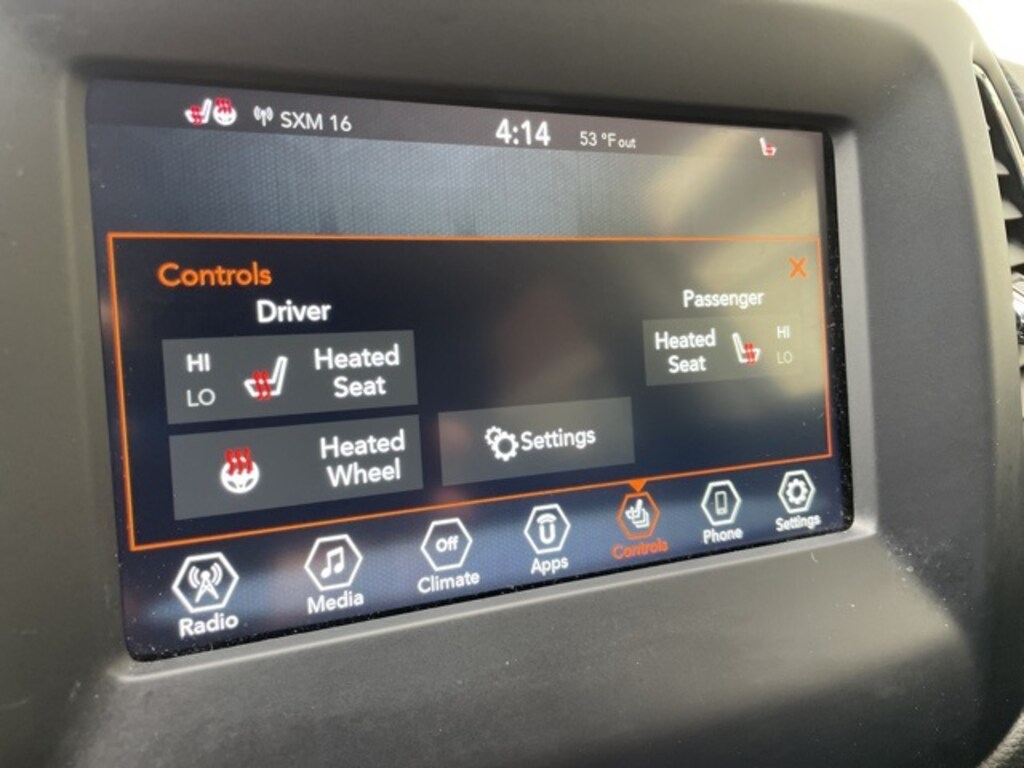 SXM 16
4:14
53 °F out
Controls
X
Driver
Passenger
HI
LO
Heated
Seat
Heated
Seat
HI
LO
Heated
Wheel
Settings
Radio
Media
Off
Climate
Apps
Controls
Phone
Settings